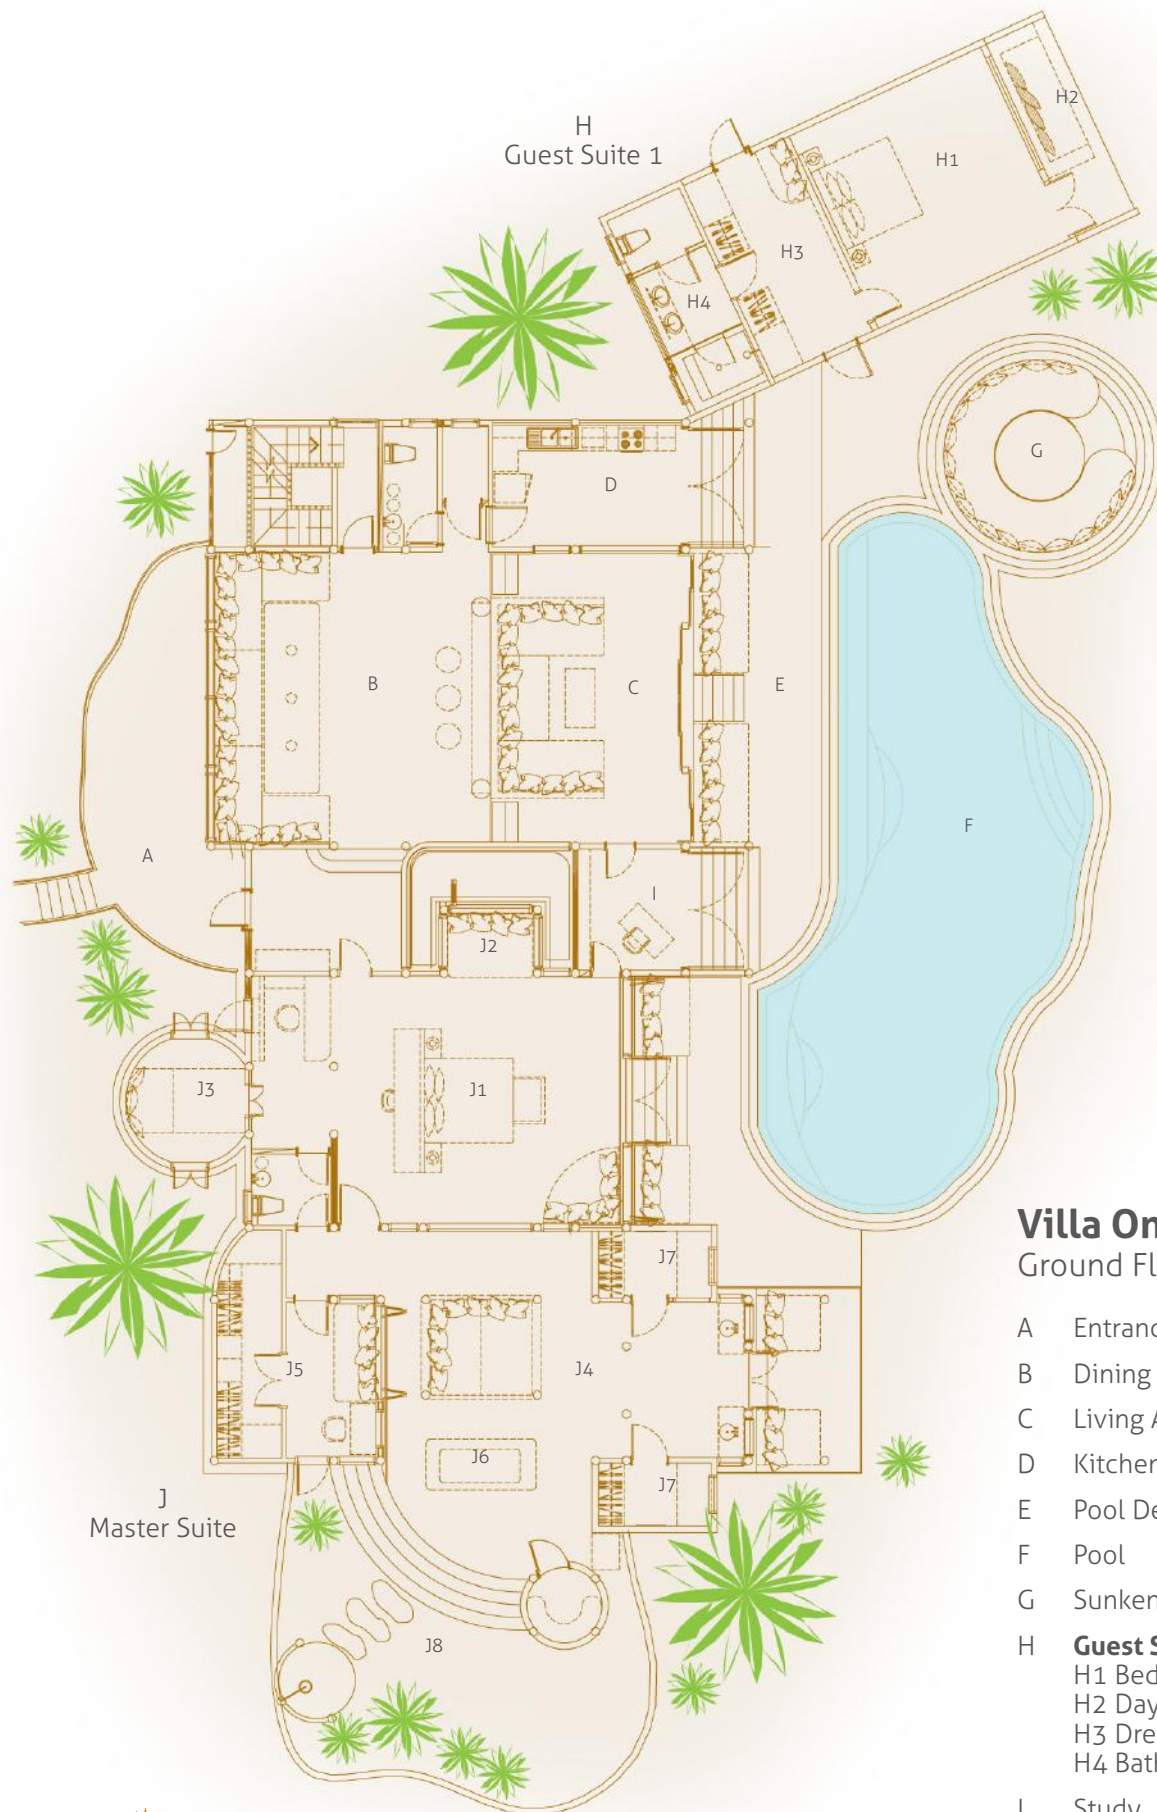 H
Guest Suite 1
H2
H1
H3
H4
G
D
B
C
E
F
A
I
J2
J3
J1
J7
J5
J4
J6
J7
J
Master Suite
J8
Villa On
Ground Fl
A Entranc
B Dining
C Living A
D Kitchen
E Pool De
F Pool
G Sunken
H Guest S
H1 Bed
H2 Day
H3 Dre
H4 Bath
I Study